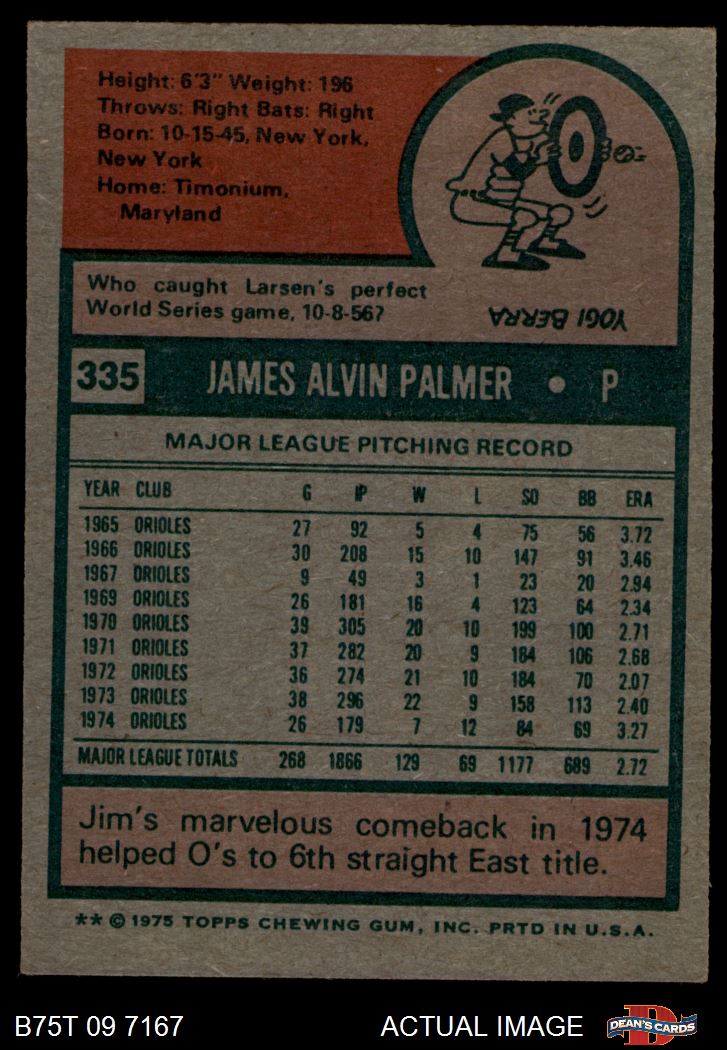 Height: 6'3" Weight: 196
Throws: Right Bats: Right
Born: 10-15-45, New York,
New York
Home: Timonium,
Maryland
Who caught Larsen's perfect
World Series game, 10-8-56?
YOGI BERRA
335 JAMES ALVIN PALMER • P
MAJOR LEAGUE PITCHING RECORD
YEAR CLUB G IP W L SO BB ERA
1965 ORIOLES 27 92 5 4 75 56 3.72
1966 ORIOLES 30 208 15 10 147 91 3.46
1967 ORIOLES 9 49 3 1 23 20 2.94
1969 ORIOLES 26 181 16 4 123 64 2.34
1970 ORIOLES 39 305 20 10 199 100 2.71
1971 ORIOLES 37 282 20 9 184 106 2.68
1972 ORIOLES 36 274 21 10 184 70 2.07
1973 ORIOLES 38 296 22 9 158 113 2.40
1974 ORIOLES 26 179 7 12 84 69 3.27
MAJOR LEAGUE TOTALS 268 1866 129 69 1177 689 2.72
Jim's marvelous comeback in 1974
helped O's to 6th straight East title.
** © 1975 TOPPS CHEWING GUM, INC. PRTD IN U.S.A.
B75T 09 7167 ACTUAL IMAGE D DEAN'S CARDS